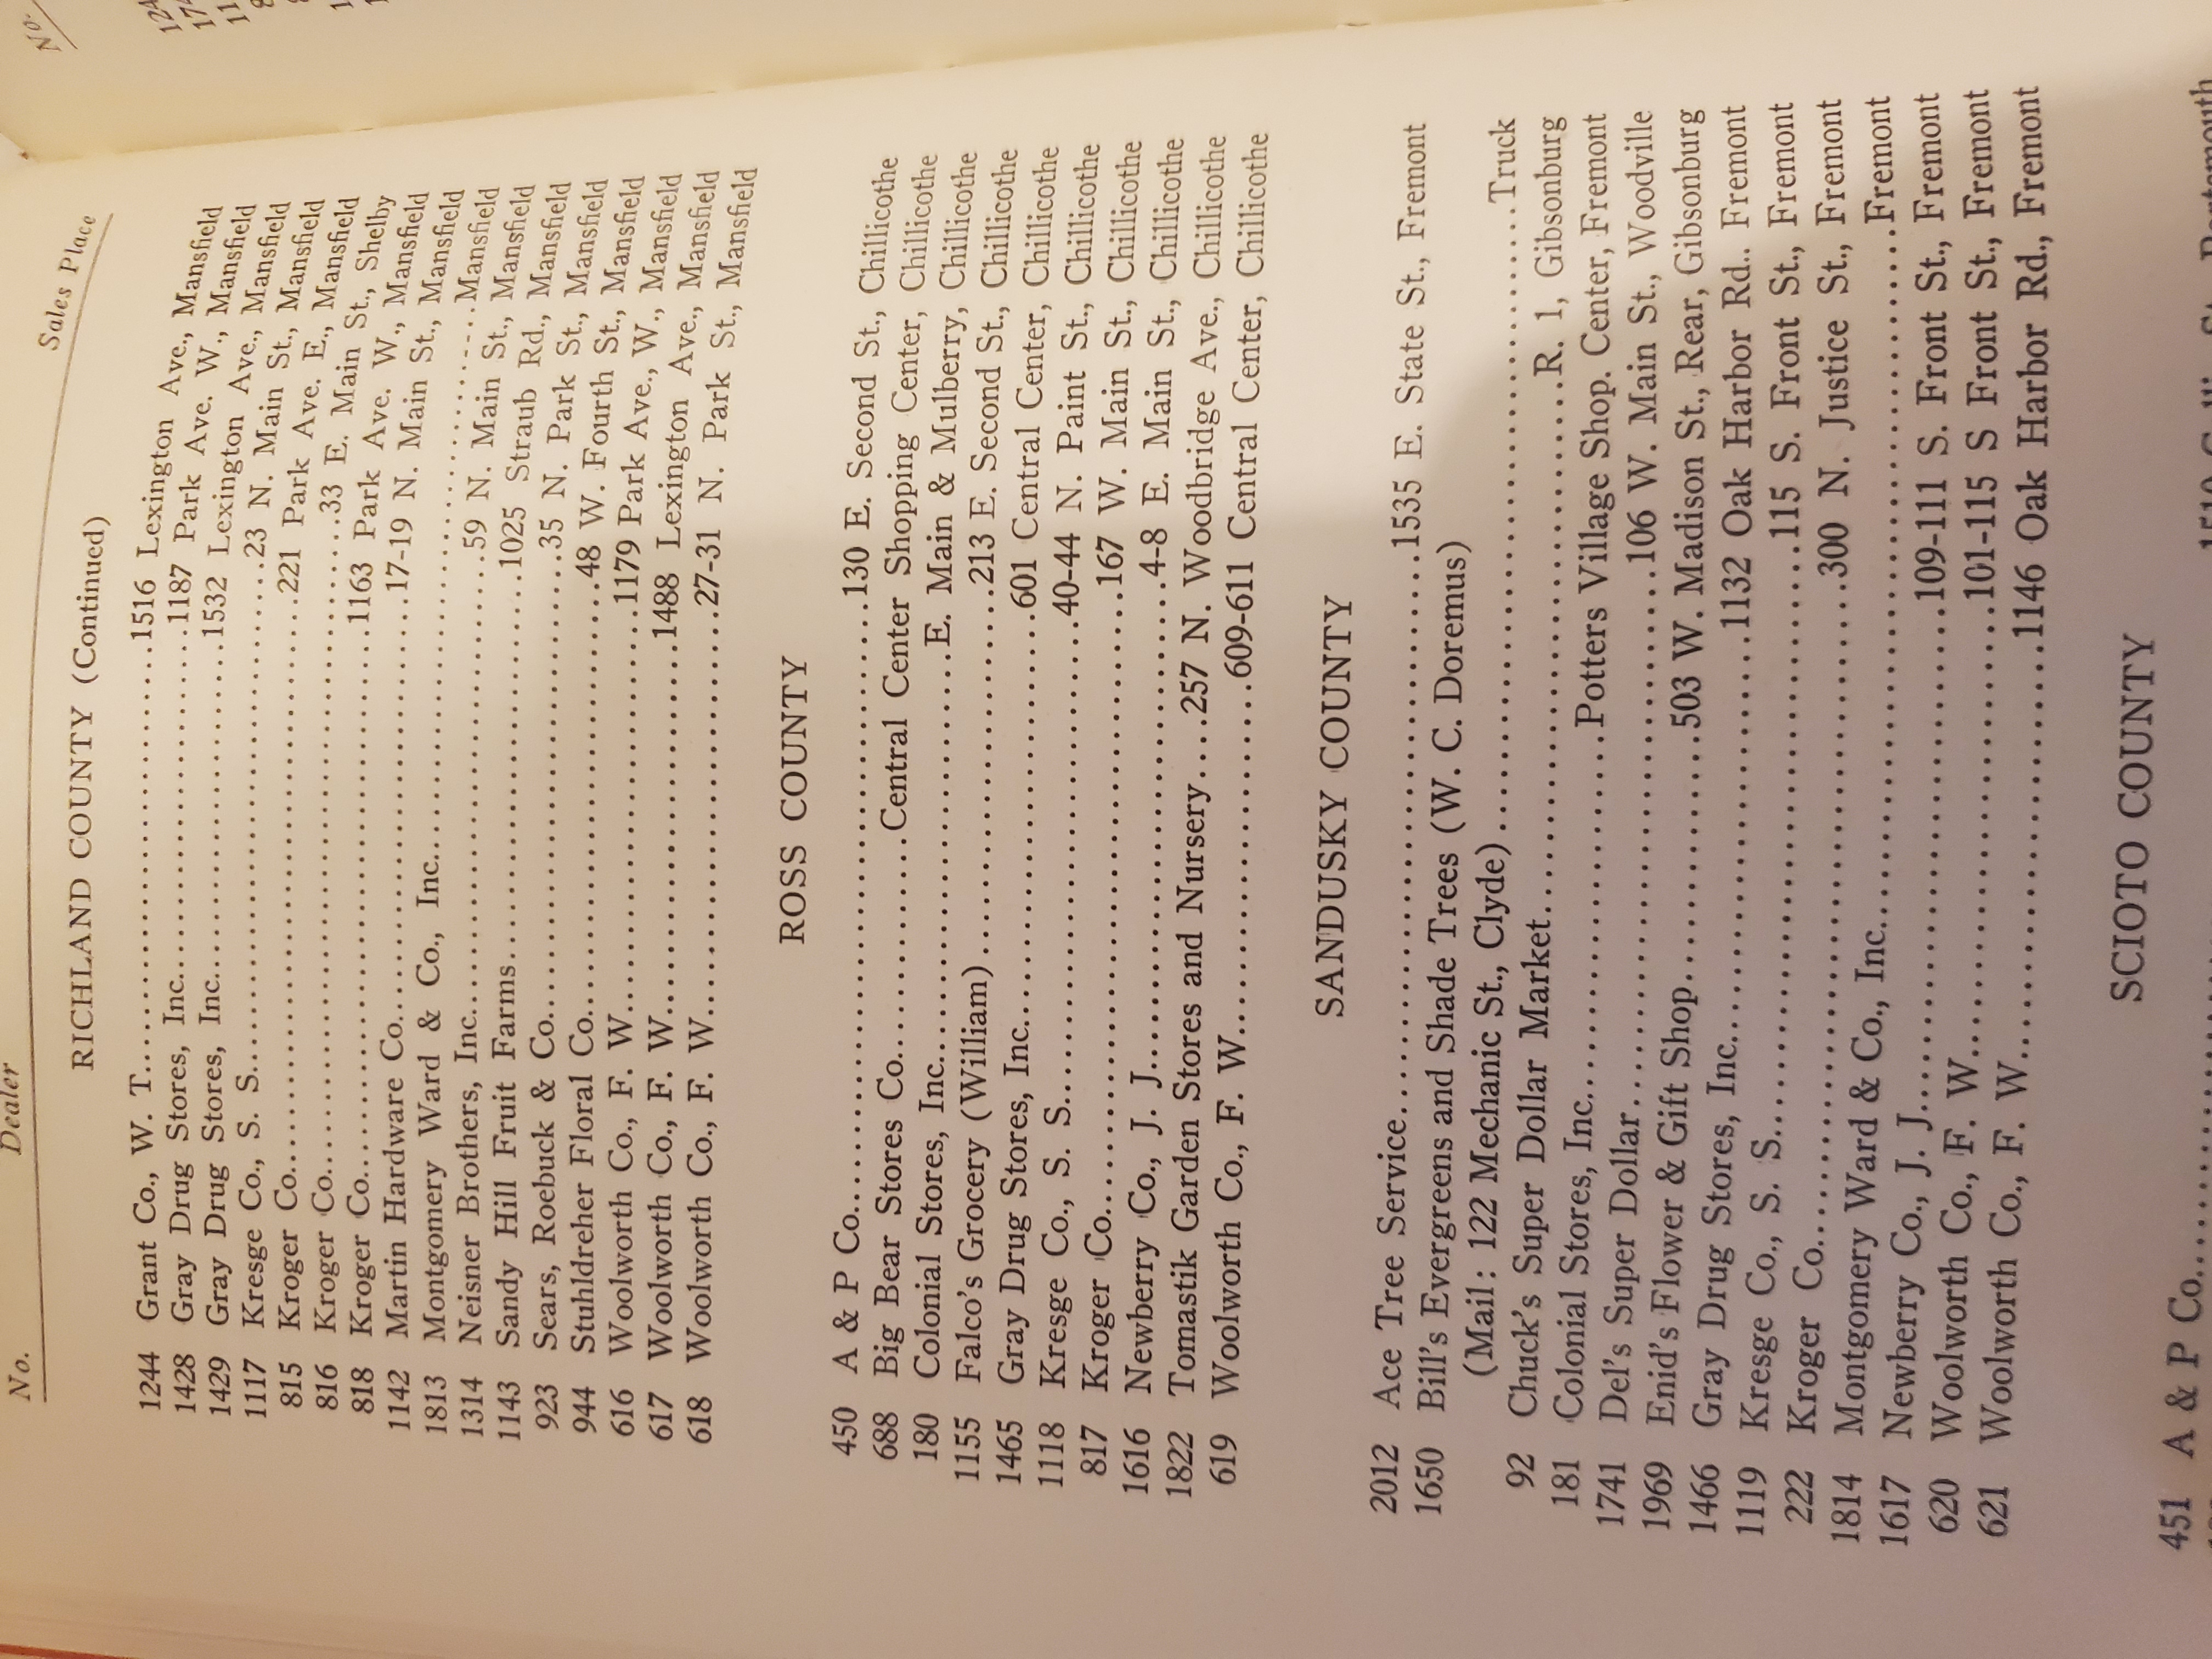 No. Dealer Sales Place
RICHLAND COUNTY (Continued)
1244 Grant Co., W. T..........1516 Lexington Ave., Mansfield
1428 Gray Drug Stores, Inc..........1187 Park Ave. W., Mansfield
1429 Gray Drug Stores, Inc..........1532 Lexington Ave., Mansfield
1117 Kresge Co., S. S..........23 N. Main St., Mansfield
815 Kroger Co..........221 Park Ave. E., Mansfield
816 Kroger Co..........33 E. Main St., Shelby
818 Kroger Co..........1163 Park Ave. W., Mansfield
1142 Martin Hardware Co..........17-19 N. Main St., Mansfield
1813 Montgomery Ward & Co., Inc..........Mansfield
1314 Neisner Brothers, Inc..........59 N. Main St., Mansfield
1143 Sandy Hill Fruit Farms..........1025 Straub Rd., Mansfield
923 Sears, Roebuck & Co..........35 N. Park St., Mansfield
944 Stuhldreher Floral Co..........48 W. Fourth St., Mansfield
616 Woolworth Co., F. W..........1179 Park Ave., W., Mansfield
617 Woolworth Co., F. W..........1488 Lexington Ave., Mansfield
618 Woolworth Co., F. W..........27-31 N. Park St., Mansfield
ROSS COUNTY
450 A & P Co..........130 E. Second St., Chillicothe
688 Big Bear Stores Co..........Central Center Shopping Center, Chillicothe
180 Colonial Stores, Inc..........E. Main & Mulberry, Chillicothe
1155 Falco's Grocery (William)..........213 E. Second St., Chillicothe
1465 Gray Drug Stores, Inc..........601 Central Center, Chillicothe
1118 Kresge Co., S. S..........40-44 N. Paint St., Chillicothe
817 Kroger Co..........167 W. Main St., Chillicothe
1616 Newberry Co., J. J..........4-8 E. Main St., Chillicothe
1822 Tomastik Garden Stores and Nursery....257 N. Woodbridge Ave., Chillicothe
619 Woolworth Co., F. W..........609-611 Central Center, Chillicothe
SANDUSKY COUNTY
2012 Ace Tree Service..........1535 E. State St., Fremont
1650 Bill's Evergreens and Shade Trees (W. C. Doremus)
(Mail: 122 Mechanic St., Clyde)..........Truck
92 Chuck's Super Dollar Market..........R. 1, Gibsonburg
181 Colonial Stores, Inc..........Potters Village Shop. Center, Fremont
1741 Del's Super Dollar..........106 W. Main St., Woodville
1969 Enid's Flower & Gift Shop..........503 W. Madison St., Rear, Gibsonburg
1466 Gray Drug Stores, Inc..........1132 Oak Harbor Rd.. Fremont
1119 Kresge Co., S. S..........115 S. Front St., Fremont
222 Kroger Co..........300 N. Justice St., Fremont
1814 Montgomery Ward & Co., Inc..........Fremont
1617 Newberry Co., J. J..........109-111 S. Front St., Fremont
620 Woolworth Co., F. W..........101-115 S Front St., Fremont
621 Woolworth Co., F. W..........1146 Oak Harbor Rd., Fremont
SCIOTO COUNTY
451 A & P Co..........1510
No.